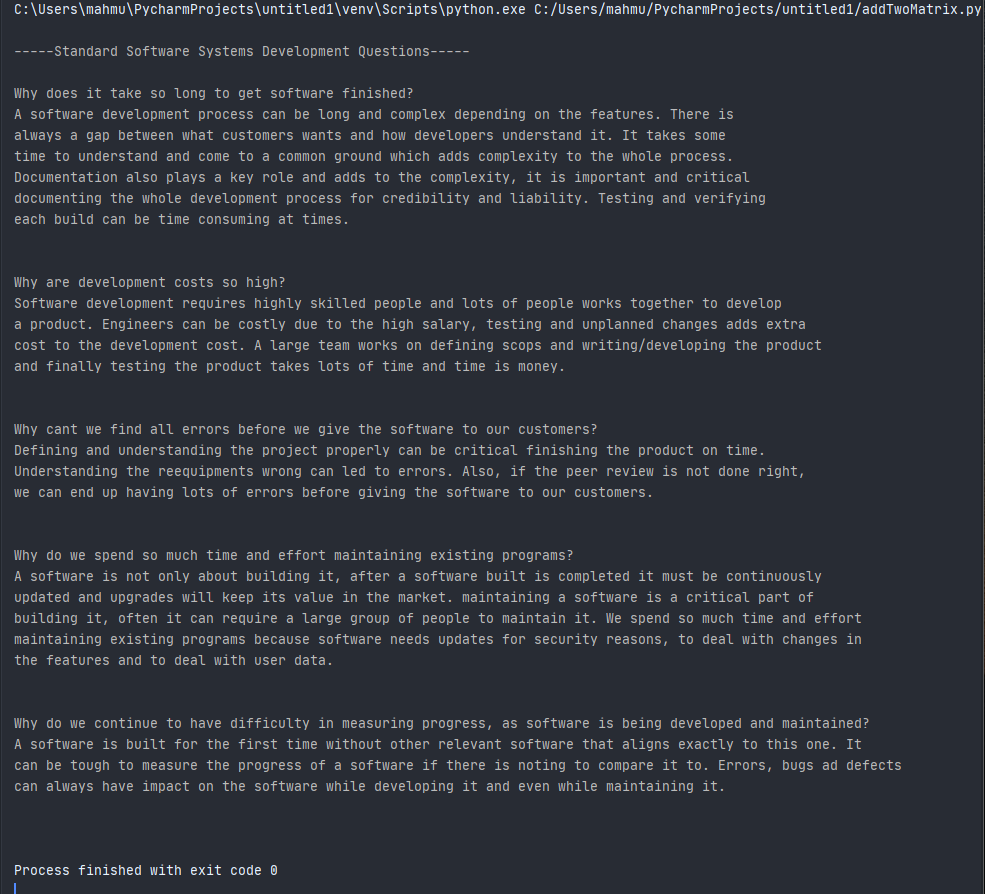 C:\Users\mahmu\PycharmProjects\untitled1\venv\Scripts\python.exe C:/Users/mahmu/PycharmProjects/untitled1/addTwoMatrix.py
-----Standard Software Systems Development Questions-----
Why does it take so long to get software finished?
A software development process can be long and complex depending on the features. There is
always a gap between what customers wants and how developers understand it. It takes some
time to understand and come to a common ground which adds complexity to the whole process.
Documentation also plays a key role and adds to the complexity, it is important and critical
documenting the whole development process for credibility and liability. Testing and verifying
each build can be time consuming at times.
Why are development costs so high?
Software development requires highly skilled people and lots of people works together to develop
a product. Engineers can be costly due to the high salary, testing and unplanned changes adds extra
cost to the development cost. A large team works on defining scops and writing/developing the product
and finally testing the product takes lots of time and time is money.
Why cant we find all errors before we give the software to our customers?
Defining and understanding the project properly can be critical finishing the product on time.
Understanding the reequipments wrong can led to errors. Also, if the peer review is not done right,
we can end up having lots of errors before giving the software to our customers.
Why do we spend so much time and effort maintaining existing programs?
A software is not only about building it, after a software built is completed it must be continuously
updated and upgrades will keep its value in the market. maintaining a software is a critical part of
building it, often it can require a large group of people to maintain it. We spend so much time and effort
maintaining existing programs because software needs updates for security reasons, to deal with changes in
the features and to deal with user data.
Why do we continue to have difficulty in measuring progress, as software is being developed and maintained?
A software is built for the first time without other relevant software that aligns exactly to this one. It
can be tough to measure the progress of a software if there is noting to compare it to. Errors, bugs ad defects
can always have impact on the software while developing it and even while maintaining it.
Process finished with exit code 0